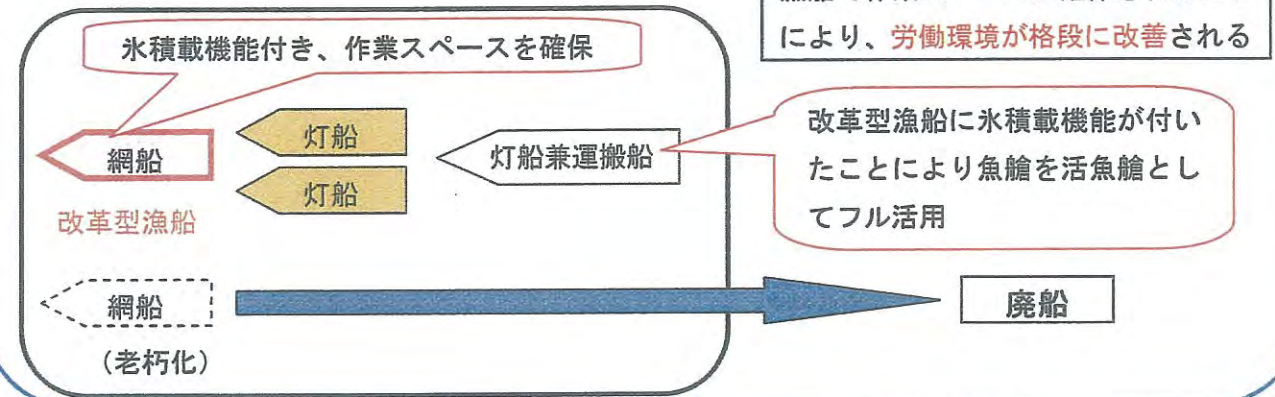 により、労働環境が格段に改善される
氷積載機能付き、作業スペースを確保
網船
灯船
灯船
灯船兼運搬船
改革型漁船に氷積載機能が付い
たことにより魚艙を活魚艙とし
てフル活用
改革型漁船
網船
廃船
(老朽化)